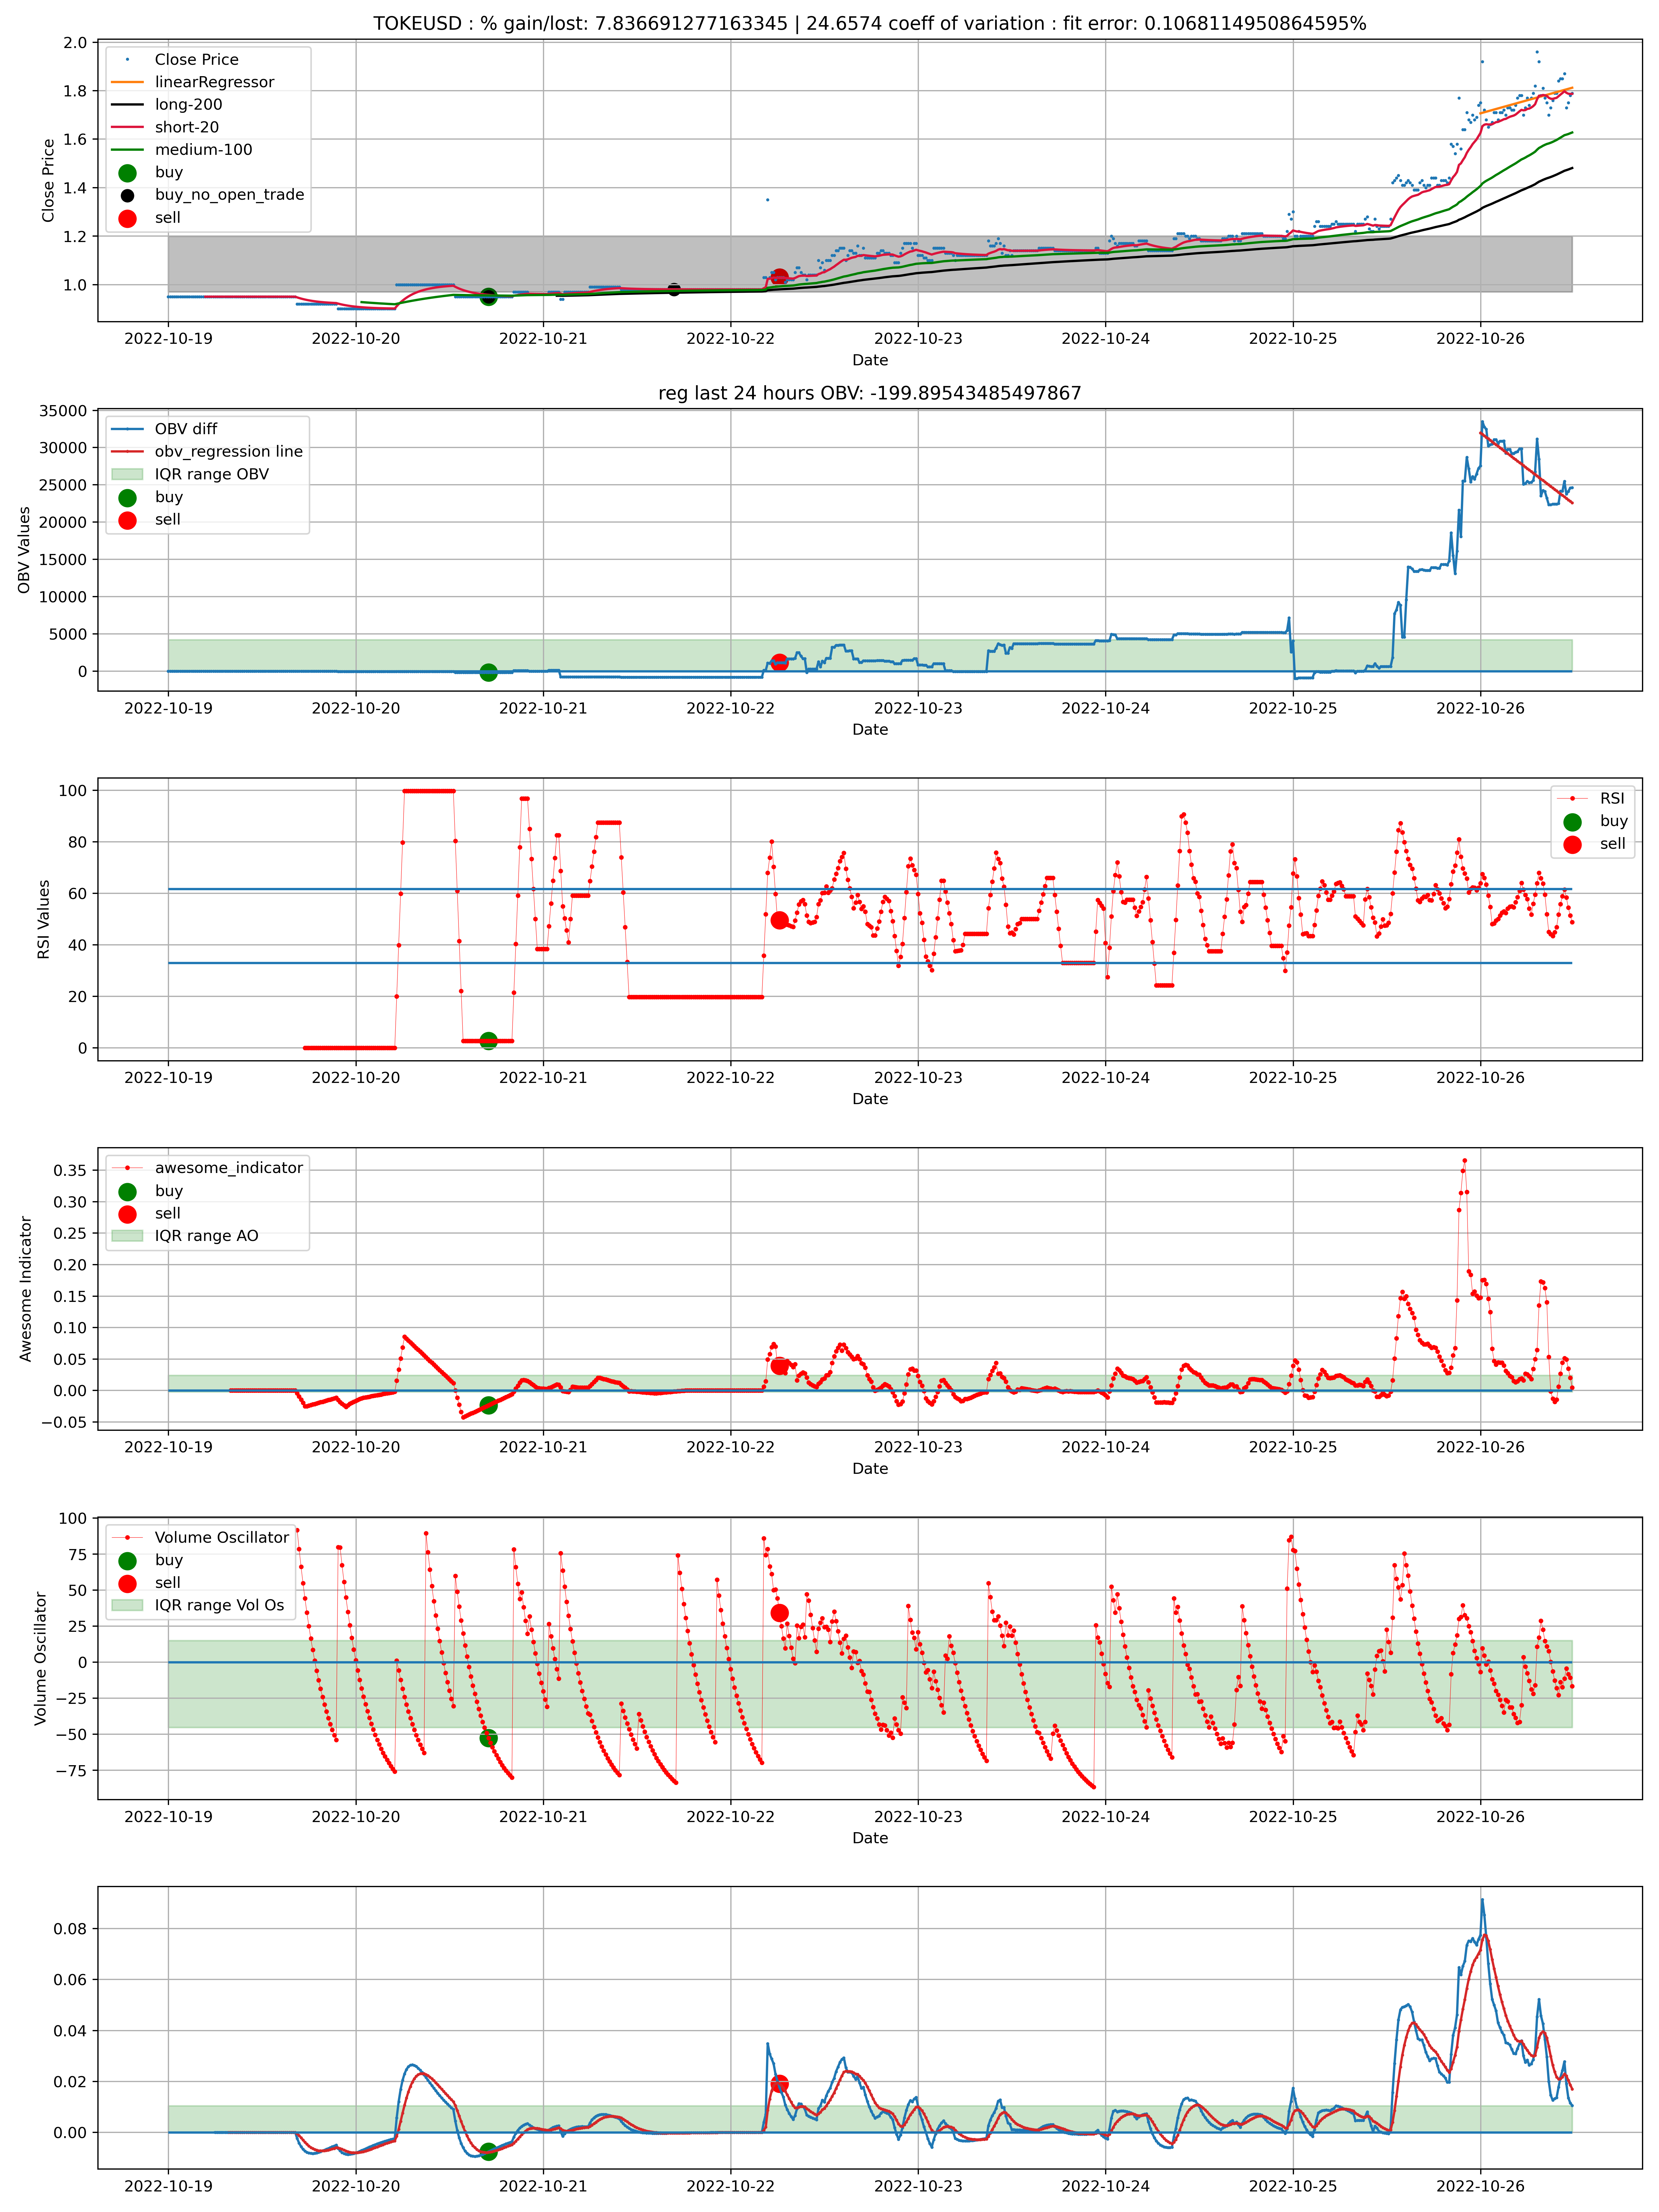 TOKEUSD : % gain/lost: 7.836691277163345 | 24.6574 coeff of variation : fit error: 0.1068114950864595%
Close Price
linearRegressor
long-200
short-20
medium-100
buy
buy_no_open_trade
sell
2.0
1.8
1.6
1.4
1.2
1.0
Close Price
2022-10-19 2022-10-20 2022-10-21 2022-10-22 2022-10-23 2022-10-24 2022-10-25 2022-10-26
Date
reg last 24 hours OBV: -199.89543485497867
OBV diff
obv_regression line
IQR range OBV
buy
sell
35000
30000
25000
20000
15000
10000
5000
0
OBV Values
2022-10-19 2022-10-20 2022-10-21 2022-10-22 2022-10-23 2022-10-24 2022-10-25 2022-10-26
Date
RSI
buy
sell
100
80
60
40
20
0
RSI Values
2022-10-19 2022-10-20 2022-10-21 2022-10-22 2022-10-23 2022-10-24 2022-10-25 2022-10-26
Date
awesome_indicator
buy
sell
IQR range AO
0.35
0.30
0.25
0.20
0.15
0.10
0.05
0.00
−0.05
Awesome Indicator
2022-10-19 2022-10-20 2022-10-21 2022-10-22 2022-10-23 2022-10-24 2022-10-25 2022-10-26
Date
Volume Oscillator
buy
sell
IQR range Vol Os
100
75
50
25
0
−25
−50
−75
Volume Oscillator
2022-10-19 2022-10-20 2022-10-21 2022-10-22 2022-10-23 2022-10-24 2022-10-25 2022-10-26
Date
0.08
0.06
0.04
0.02
0.00
2022-10-19 2022-10-20 2022-10-21 2022-10-22 2022-10-23 2022-10-24 2022-10-25 2022-10-26